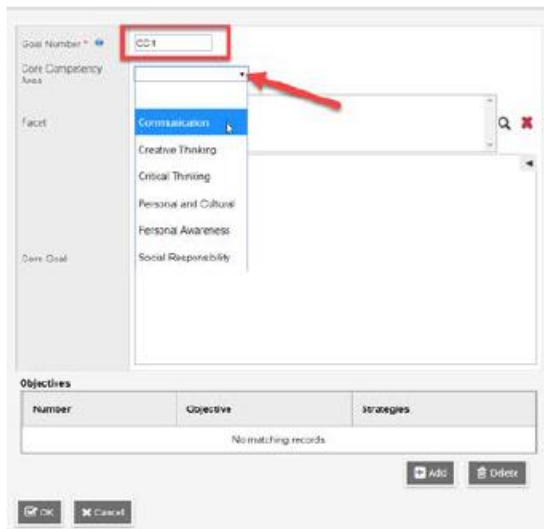 Goal Number *
CC1
Core Competency
Area
Facet
Communication
Creative Thinking
Critical Thinking
Personal and Cultural
Personal Awareness
Social Responsibility
Core Goal
Objectives
Number Objective Strategies
No matching records
Add Delete
OK Cancel